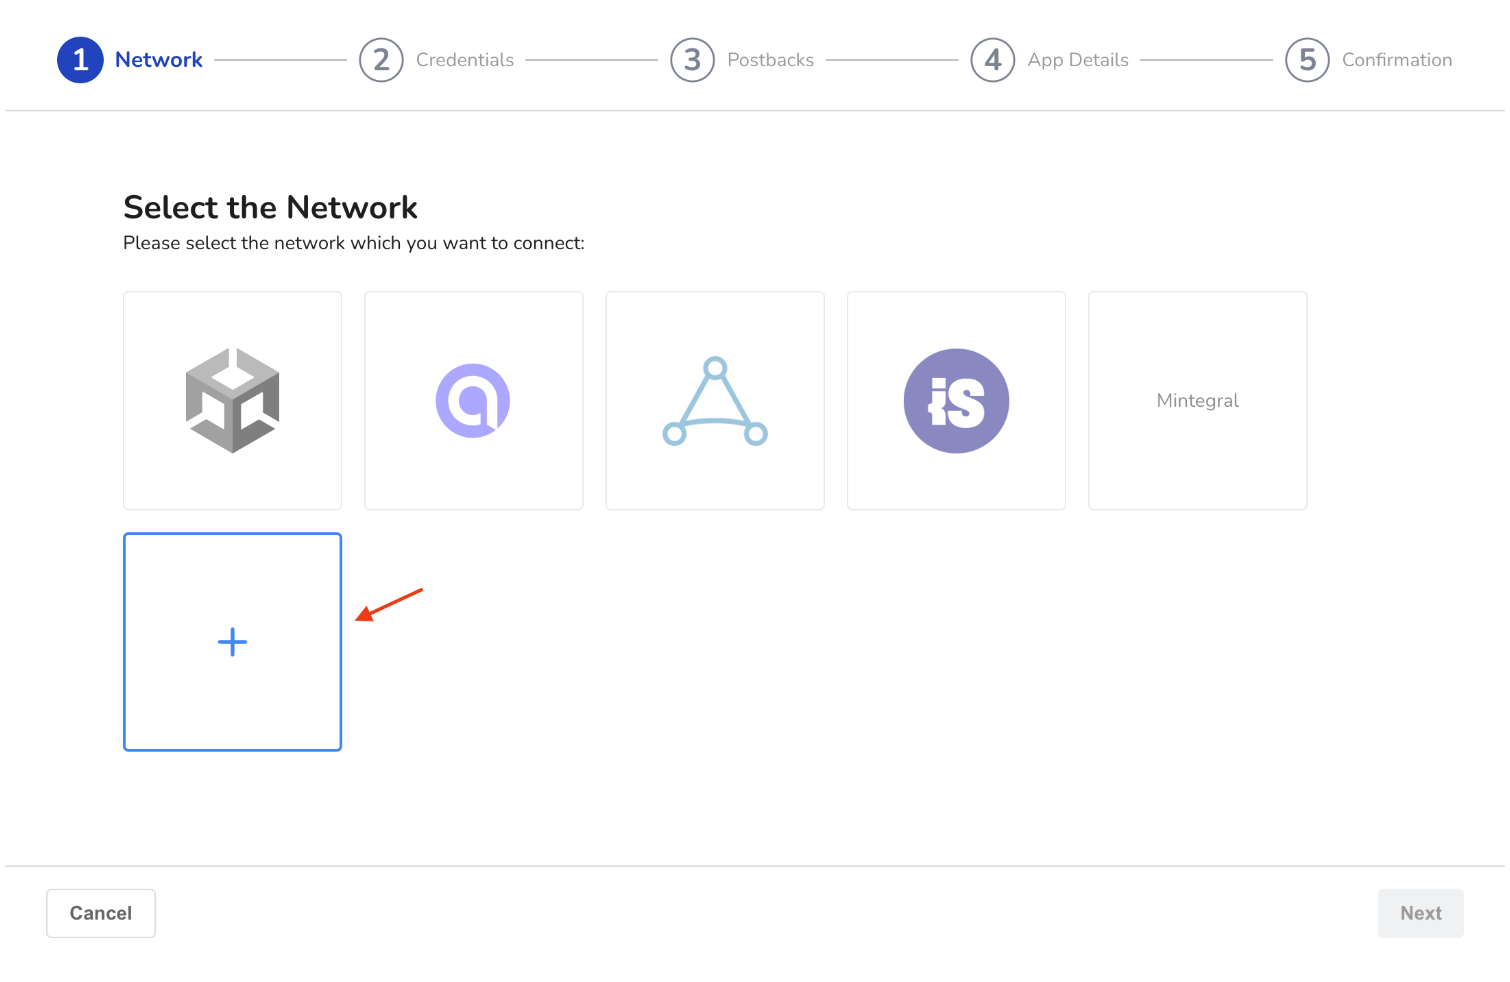 1 Network 2 Credentials 3 Postbacks 4 App Details 5 Confirmation
Select the Network
Please select the network which you want to connect:
iS
Mintegral
Cancel
Next